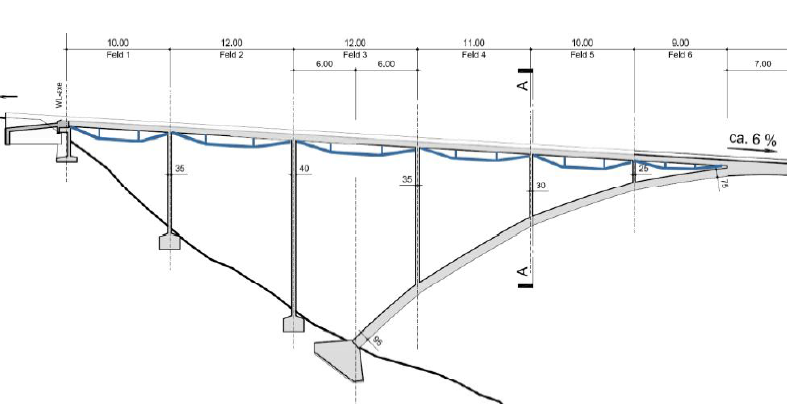 10.00 12.00 12.00 11.00 10.00 9.00
Feld 1 Feld 2 Feld 3 Feld 4 Feld 5 Feld 6
6.00 6.00 7.00
A
WL-axe
ca. 6 %
35 40 35 30 25 75
A
95